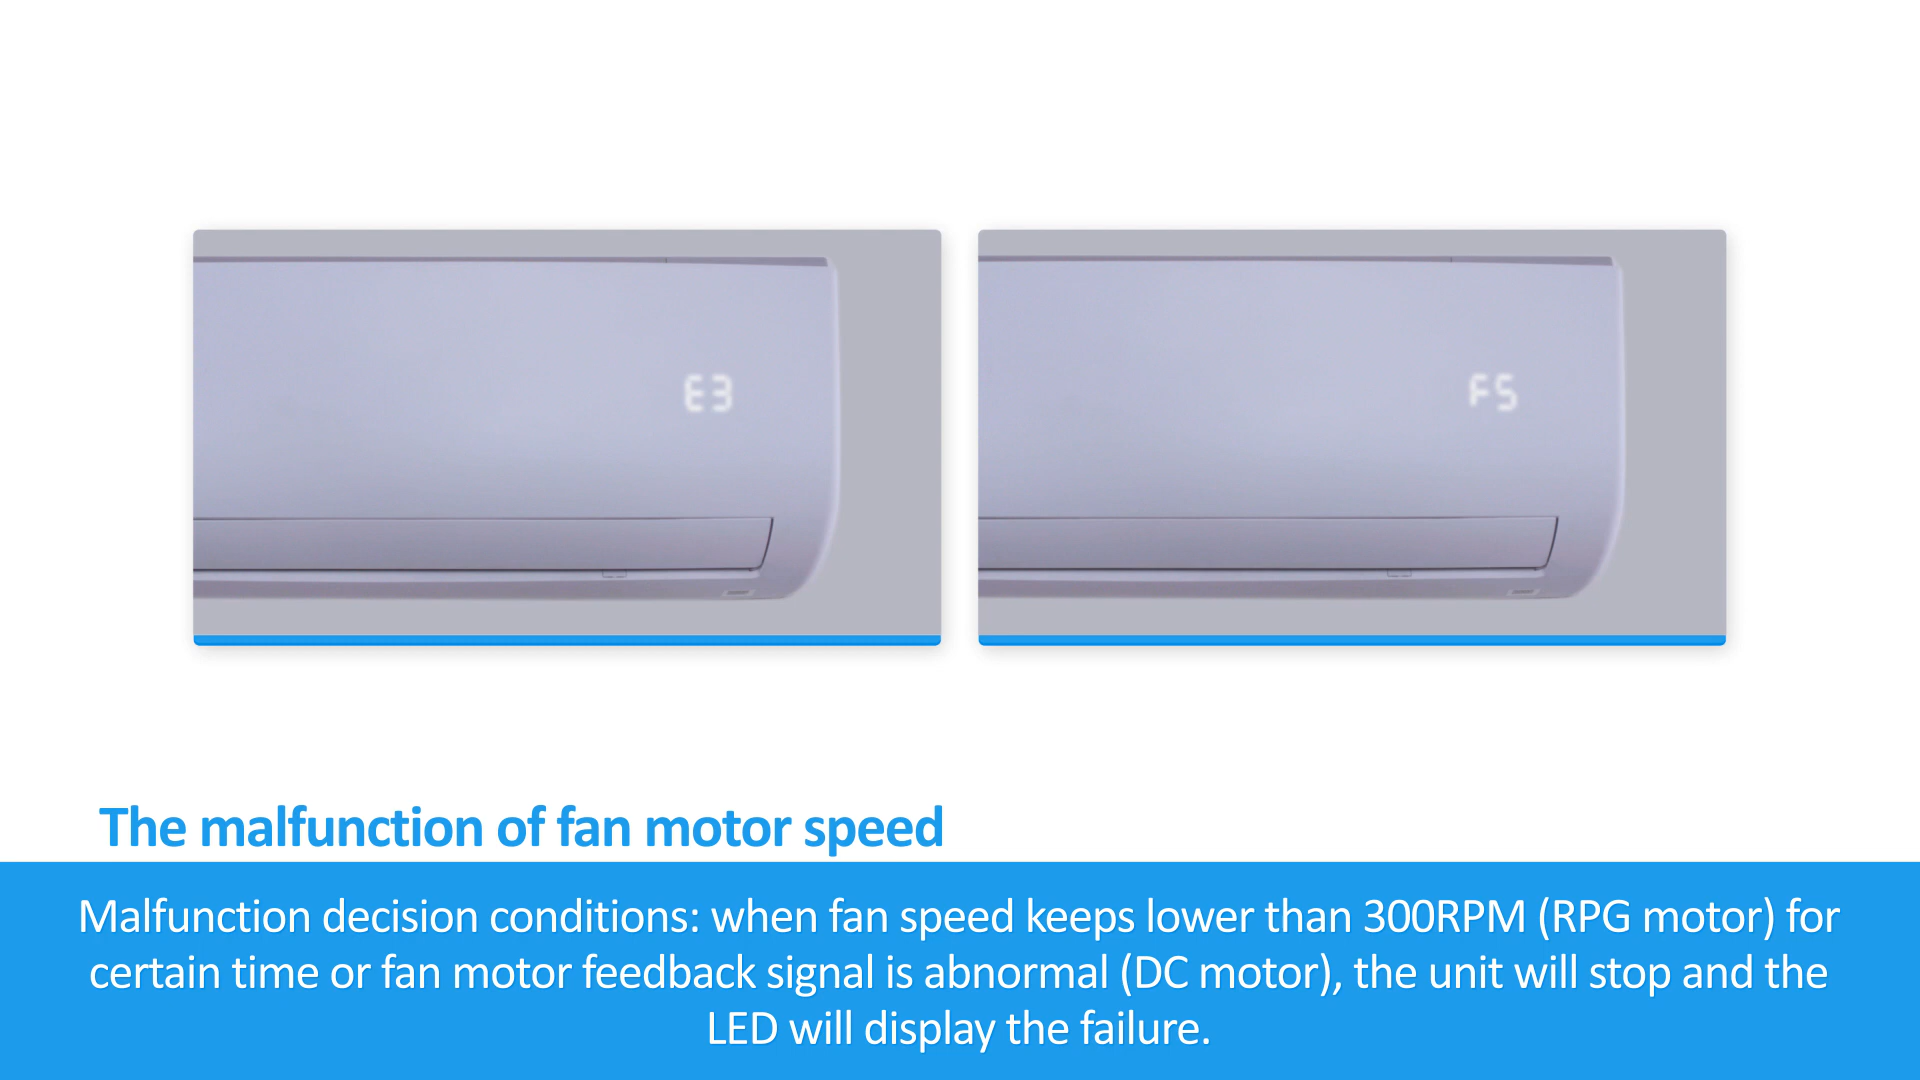 E3
F5
The malfunction of fan motor speed
Malfunction decision conditions: when fan speed keeps lower than 300RPM (RPG motor) for
certain time or fan motor feedback signal is abnormal (DC motor), the unit will stop and the
LED will display the failure.